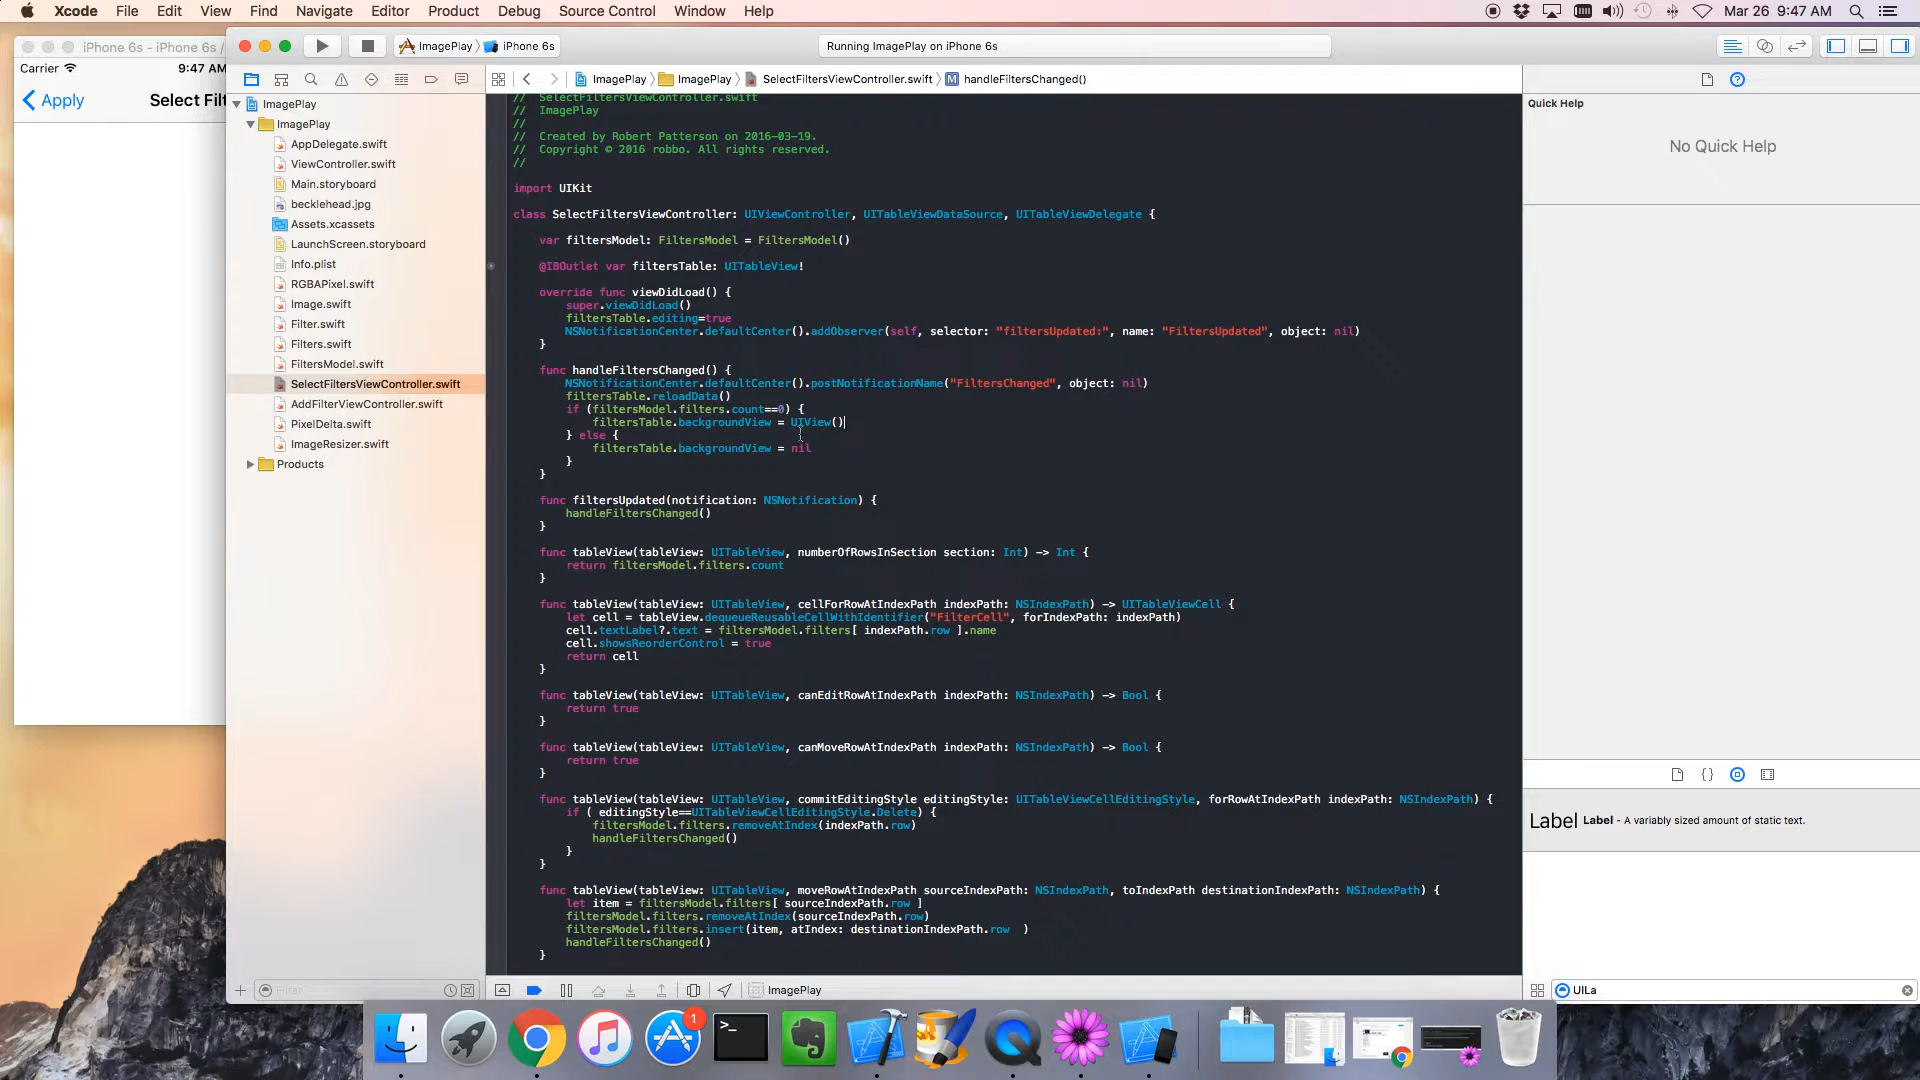 Xcode File Edit View Find Navigate Editor Product Debug Source Control Window Help
Mar 26 9:47 AM
iPhone 6s - iPhone 6s /
Carrier
9:47 AM
Apply
Select Filt
ImagePlay
iPhone 6s
Running ImagePlay on iPhone 6s
ImagePlay
ImagePlay
SelectFiltersViewController.swift
M
handleFiltersChanged()
ImagePlay
ImagePlay
AppDelegate.swift
ViewController.swift
Main.storyboard
becklehead.jpg
Assets.xcassets
LaunchScreen.storyboard
Info.plist
RGBAPixel.swift
Image.swift
Filter.swift
Filters.swift
FiltersModel.swift
SelectFiltersViewController.swift
AddFilterViewController.swift
PixelDelta.swift
ImageResizer.swift
Products
Filter
// SelectFiltersViewController.swift
// ImagePlay
//
// Created by Robert Patterson on 2016-03-19.
// Copyright © 2016 robbo. All rights reserved.
//
import UIKit
class SelectFiltersViewController: UIViewController, UITableViewDataSource, UITableViewDelegate {
var filtersModel: FiltersModel = FiltersModel()
@IBOutlet var filtersTable: UITableView!
override func viewDidLoad() {
super.viewDidLoad()
filtersTable.editing=true
NSNotificationCenter.defaultCenter().addObserver(self, selector: "filtersUpdated:", name: "FiltersUpdated", object: nil)
}
func handleFiltersChanged() {
NSNotificationCenter.defaultCenter().postNotificationName("FiltersChanged", object: nil)
filtersTable.reloadData()
if (filtersModel.filters.count==0) {
filtersTable.backgroundView = UIView()
} else {
filtersTable.backgroundView = nil
}
}
func filtersUpdated(notification: NSNotification) {
handleFiltersChanged()
}
func tableView(tableView: UITableView, numberOfRowsInSection section: Int) -> Int {
return filtersModel.filters.count
}
func tableView(tableView: UITableView, cellForRowAtIndexPath indexPath: NSIndexPath) -> UITableViewCell {
let cell = tableView.dequeueReusableCellWithIdentifier("FilterCell", forIndexPath: indexPath)
cell.textLabel?.text = filtersModel.filters[ indexPath.row ].name
cell.showsReorderControl = true
return cell
}
func tableView(tableView: UITableView, canEditRowAtIndexPath indexPath: NSIndexPath) -> Bool {
return true
}
func tableView(tableView: UITableView, canMoveRowAtIndexPath indexPath: NSIndexPath) -> Bool {
return true
}
func tableView(tableView: UITableView, commitEditingStyle editingStyle: UITableViewCellEditingStyle, forRowAtIndexPath indexPath: NSIndexPath) {
if ( editingStyle==UITableViewCellEditingStyle.Delete) {
filtersModel.filters.removeAtIndex(indexPath.row)
handleFiltersChanged()
}
}
func tableView(tableView: UITableView, moveRowAtIndexPath sourceIndexPath: NSIndexPath, toIndexPath destinationIndexPath: NSIndexPath) {
let item = filtersModel.filters[ sourceIndexPath.row ]
filtersModel.filters.removeAtIndex(sourceIndexPath.row)
filtersModel.filters.insert(item, atIndex: destinationIndexPath.row )
handleFiltersChanged()
}
ImagePlay
Quick Help
No Quick Help
{ }
Label
Label - A variably sized amount of static text.
UILa
1